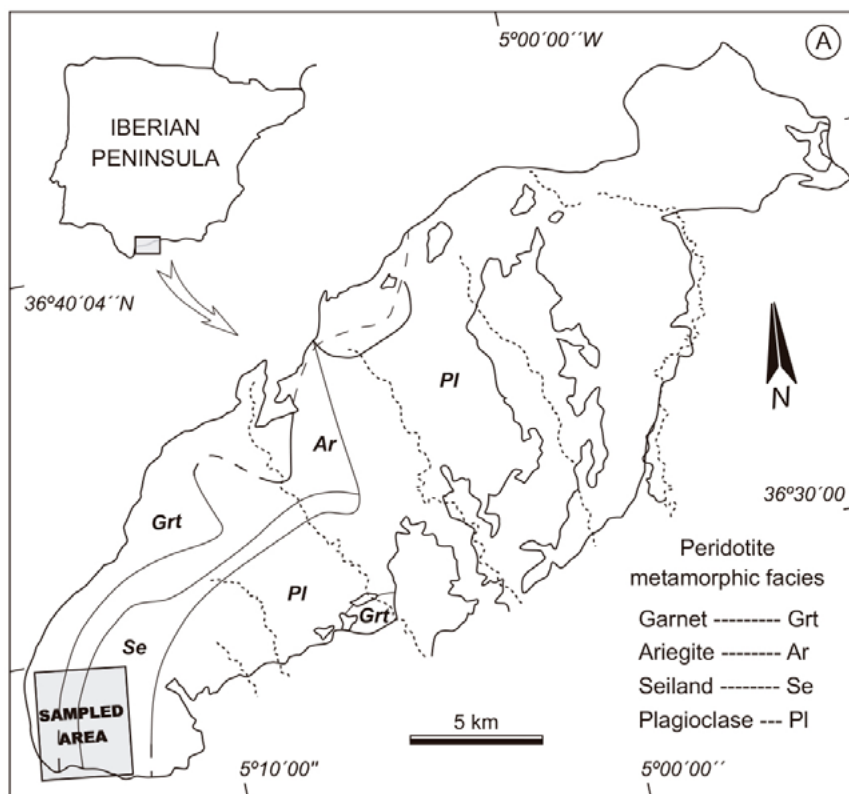 5º00´00´´W
A
IBERIAN
PENINSULA
36º40´04´´N
Pl
N
Ar
Grt
36º30´00
Peridotite
metamorphic facies
Garnet --------- Grt
Ariegite -------- Ar
Seiland -------- Se
Plagioclase --- Pl
Pl
Grt
Se
SAMPLED
AREA
5 km
5º10´00"
5º00´00´´